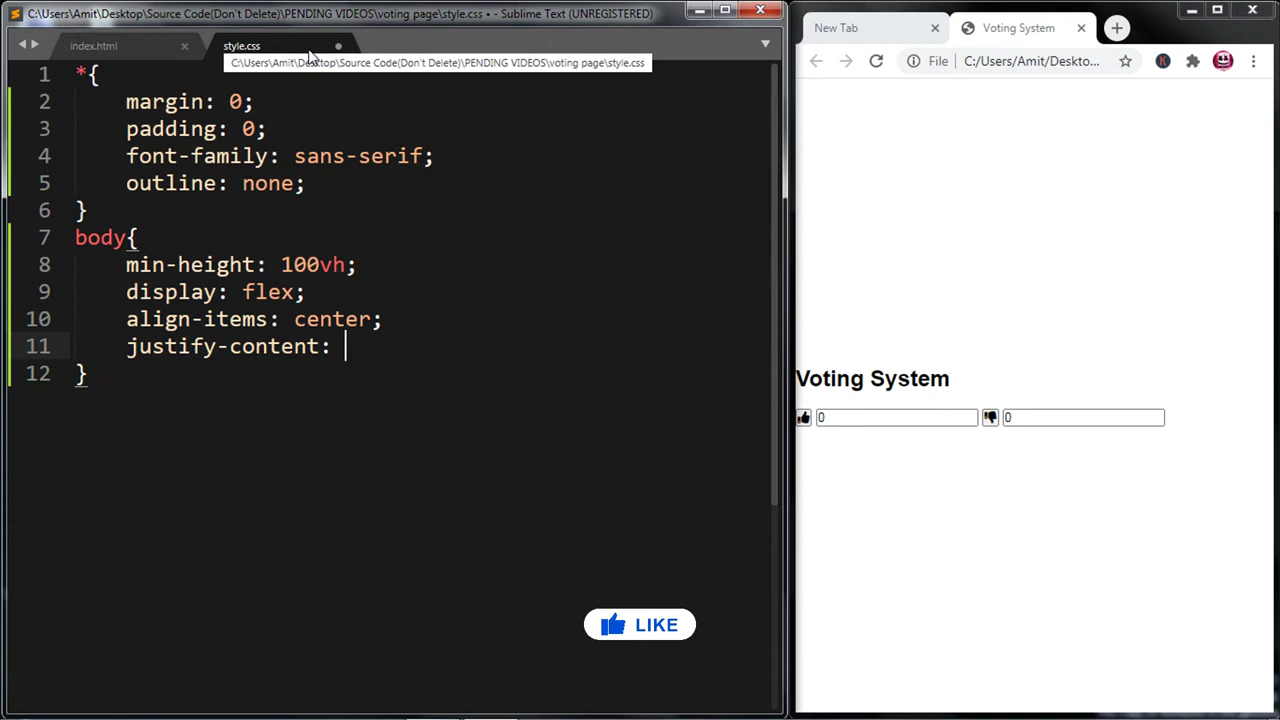 C:\Users\Amit\Desktop\Source Code(Don't Delete)\PENDING VIDEOS\voting page\style.css • - Sublime Text (UNREGISTERED)
index.html
style.css
C:\Users\Amit\Desktop\Source Code(Don't Delete)\PENDING VIDEOS\voting page\style.css
1 *{
2 margin: 0;
3 padding: 0;
4 font-family: sans-serif;
5 outline: none;
6 }
7 body{
8 min-height: 100vh;
9 display: flex;
10 align-items: center;
11 justify-content:
12 }
LIKE
New Tab
Voting System
File
C:/Users/Amit/Deskto...
K
Voting System
0
0